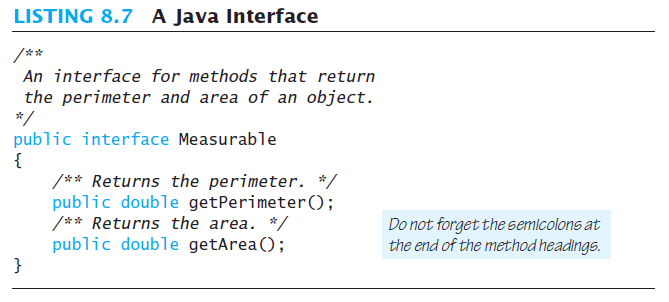 LISTING 8.7 A Java Interface
/**
An interface for methods that return
the perimeter and area of an object.
*/
public interface Measurable
{
/** Returns the perimeter. */
public double getPerimeter();
/** Returns the area. */
public double getArea();
}
Do not forget the semicolons at
the end of the method headings.